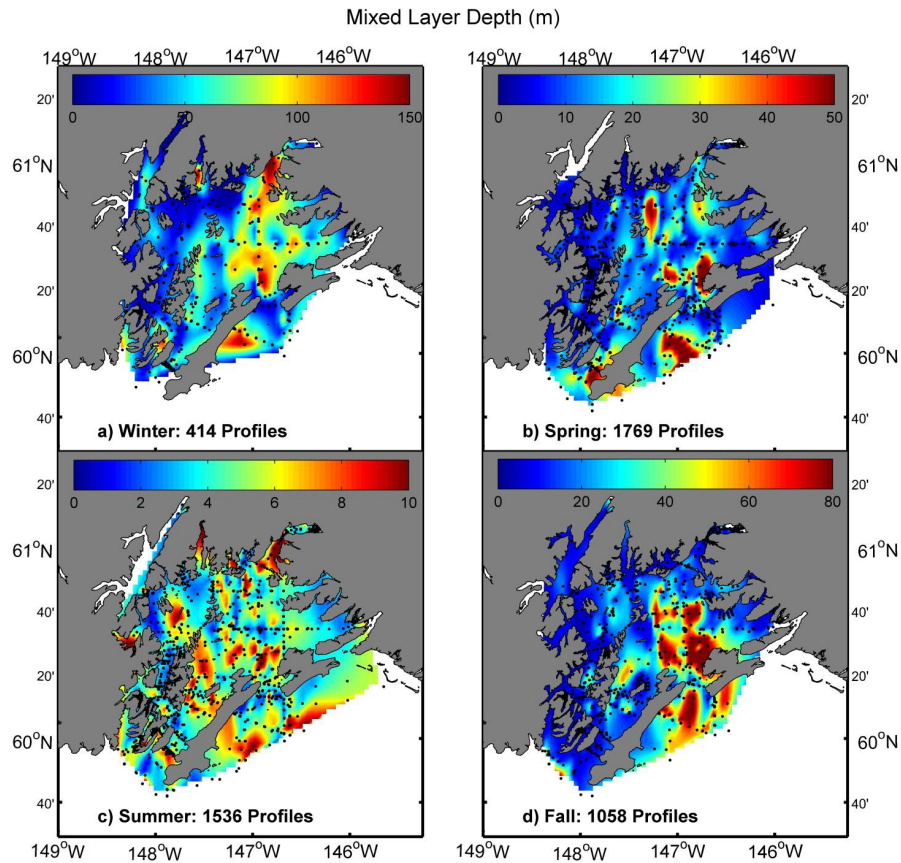 Mixed Layer Depth (m)
149°W 148°W 147°W 146°W 149°W 148°W 147°W 146°W
20' 20'
0 50 100 150 0 10 20 30 40 50
61°N 61°N
40' 40'
20' 20'
60°N 60°N
40' 40'
a) Winter: 414 Profiles b) Spring: 1769 Profiles
20' 20'
0 2 4 6 8 10 0 20 40 60 80
61°N 61°N
40' 40'
20' 20'
60°N 60°N
40' 40'
c) Summer: 1536 Profiles d) Fall: 1058 Profiles
149°W 148°W 147°W 146°W 149°W 148°W 147°W 146°W